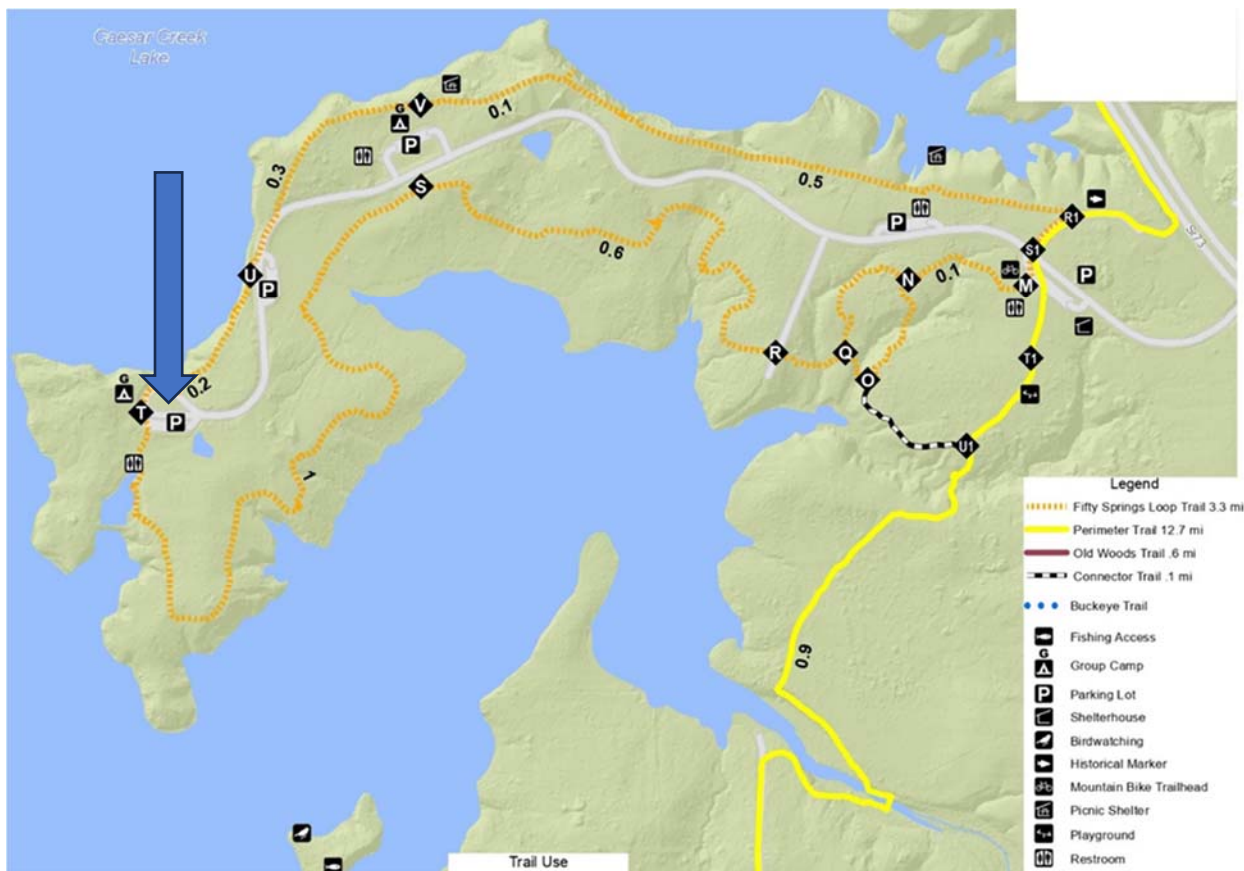 Caesar Creek
Lake
V
G
P
0.1
0.3
S
0.5
R1
0.6
P
Sr73
S1
U
P
N
0.1
M
P
R
Q
T1
O
0.2
G
T
P
U1
1
0.9
Legend
Fifty Springs Loop Trail 3.3 mi
Perimeter Trail 12.7 mi
Old Woods Trail .6 mi
Connector Trail .1 mi
Buckeye Trail
Fishing Access
G
Group Camp
P Parking Lot
Shelterhouse
Birdwatching
Historical Marker
Mountain Bike Trailhead
Picnic Shelter
Playground
Restroom
Trail Use